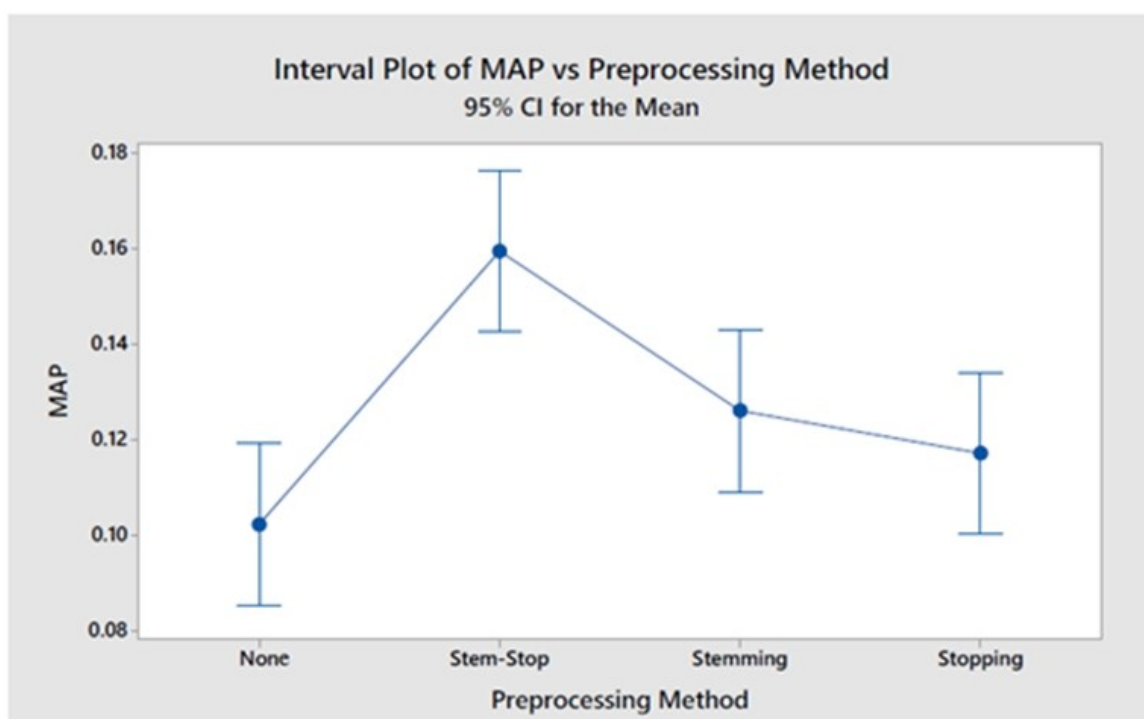 Interval Plot of MAP vs Preprocessing Method
95% CI for the Mean
0.18
0.16
0.14
0.12
0.10
0.08
MAP
None Stem-Stop Stemming Stopping
Preprocessing Method